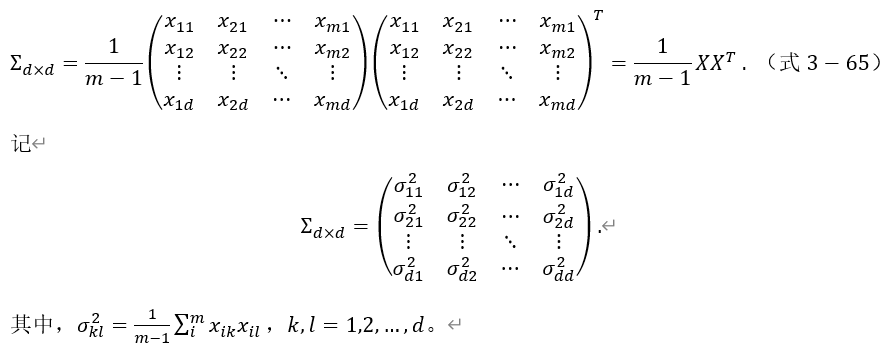 $\Sigma_{d\times d} = \frac{1}{m-1}\begin{pmatrix} x_{11} & x_{21} & \cdots & x_{m1} \\ x_{12} & x_{22} & \cdots & x_{m2} \\ \vdots & \vdots & \ddots & \vdots \\ x_{1d} & x_{2d} & \cdots & x_{md} \end{pmatrix}\begin{pmatrix} x_{11} & x_{21} & \cdots & x_{m1} \\ x_{12} & x_{22} & \cdots & x_{m2} \\ \vdots & \vdots & \ddots & \vdots \\ x_{1d} & x_{2d} & \cdots & x_{md} \end{pmatrix}^{T} = \frac{1}{m-1}XX^{T}.$ （式 3 − 65）
记↵
$\Sigma_{d\times d} = \begin{pmatrix} \sigma_{11}^{2} & \sigma_{12}^{2} & \cdots & \sigma_{1d}^{2} \\ \sigma_{21}^{2} & \sigma_{22}^{2} & \cdots & \sigma_{2d}^{2} \\ \vdots & \vdots & \ddots & \vdots \\ \sigma_{d1}^{2} & \sigma_{d2}^{2} & \cdots & \sigma_{dd}^{2} \end{pmatrix}.$↵
其中，$\sigma_{kl}^{2} = \frac{1}{m-1}\sum_{i}^{m} x_{ik}x_{il}$，$k, l = 1,2, \ldots, d$。↵